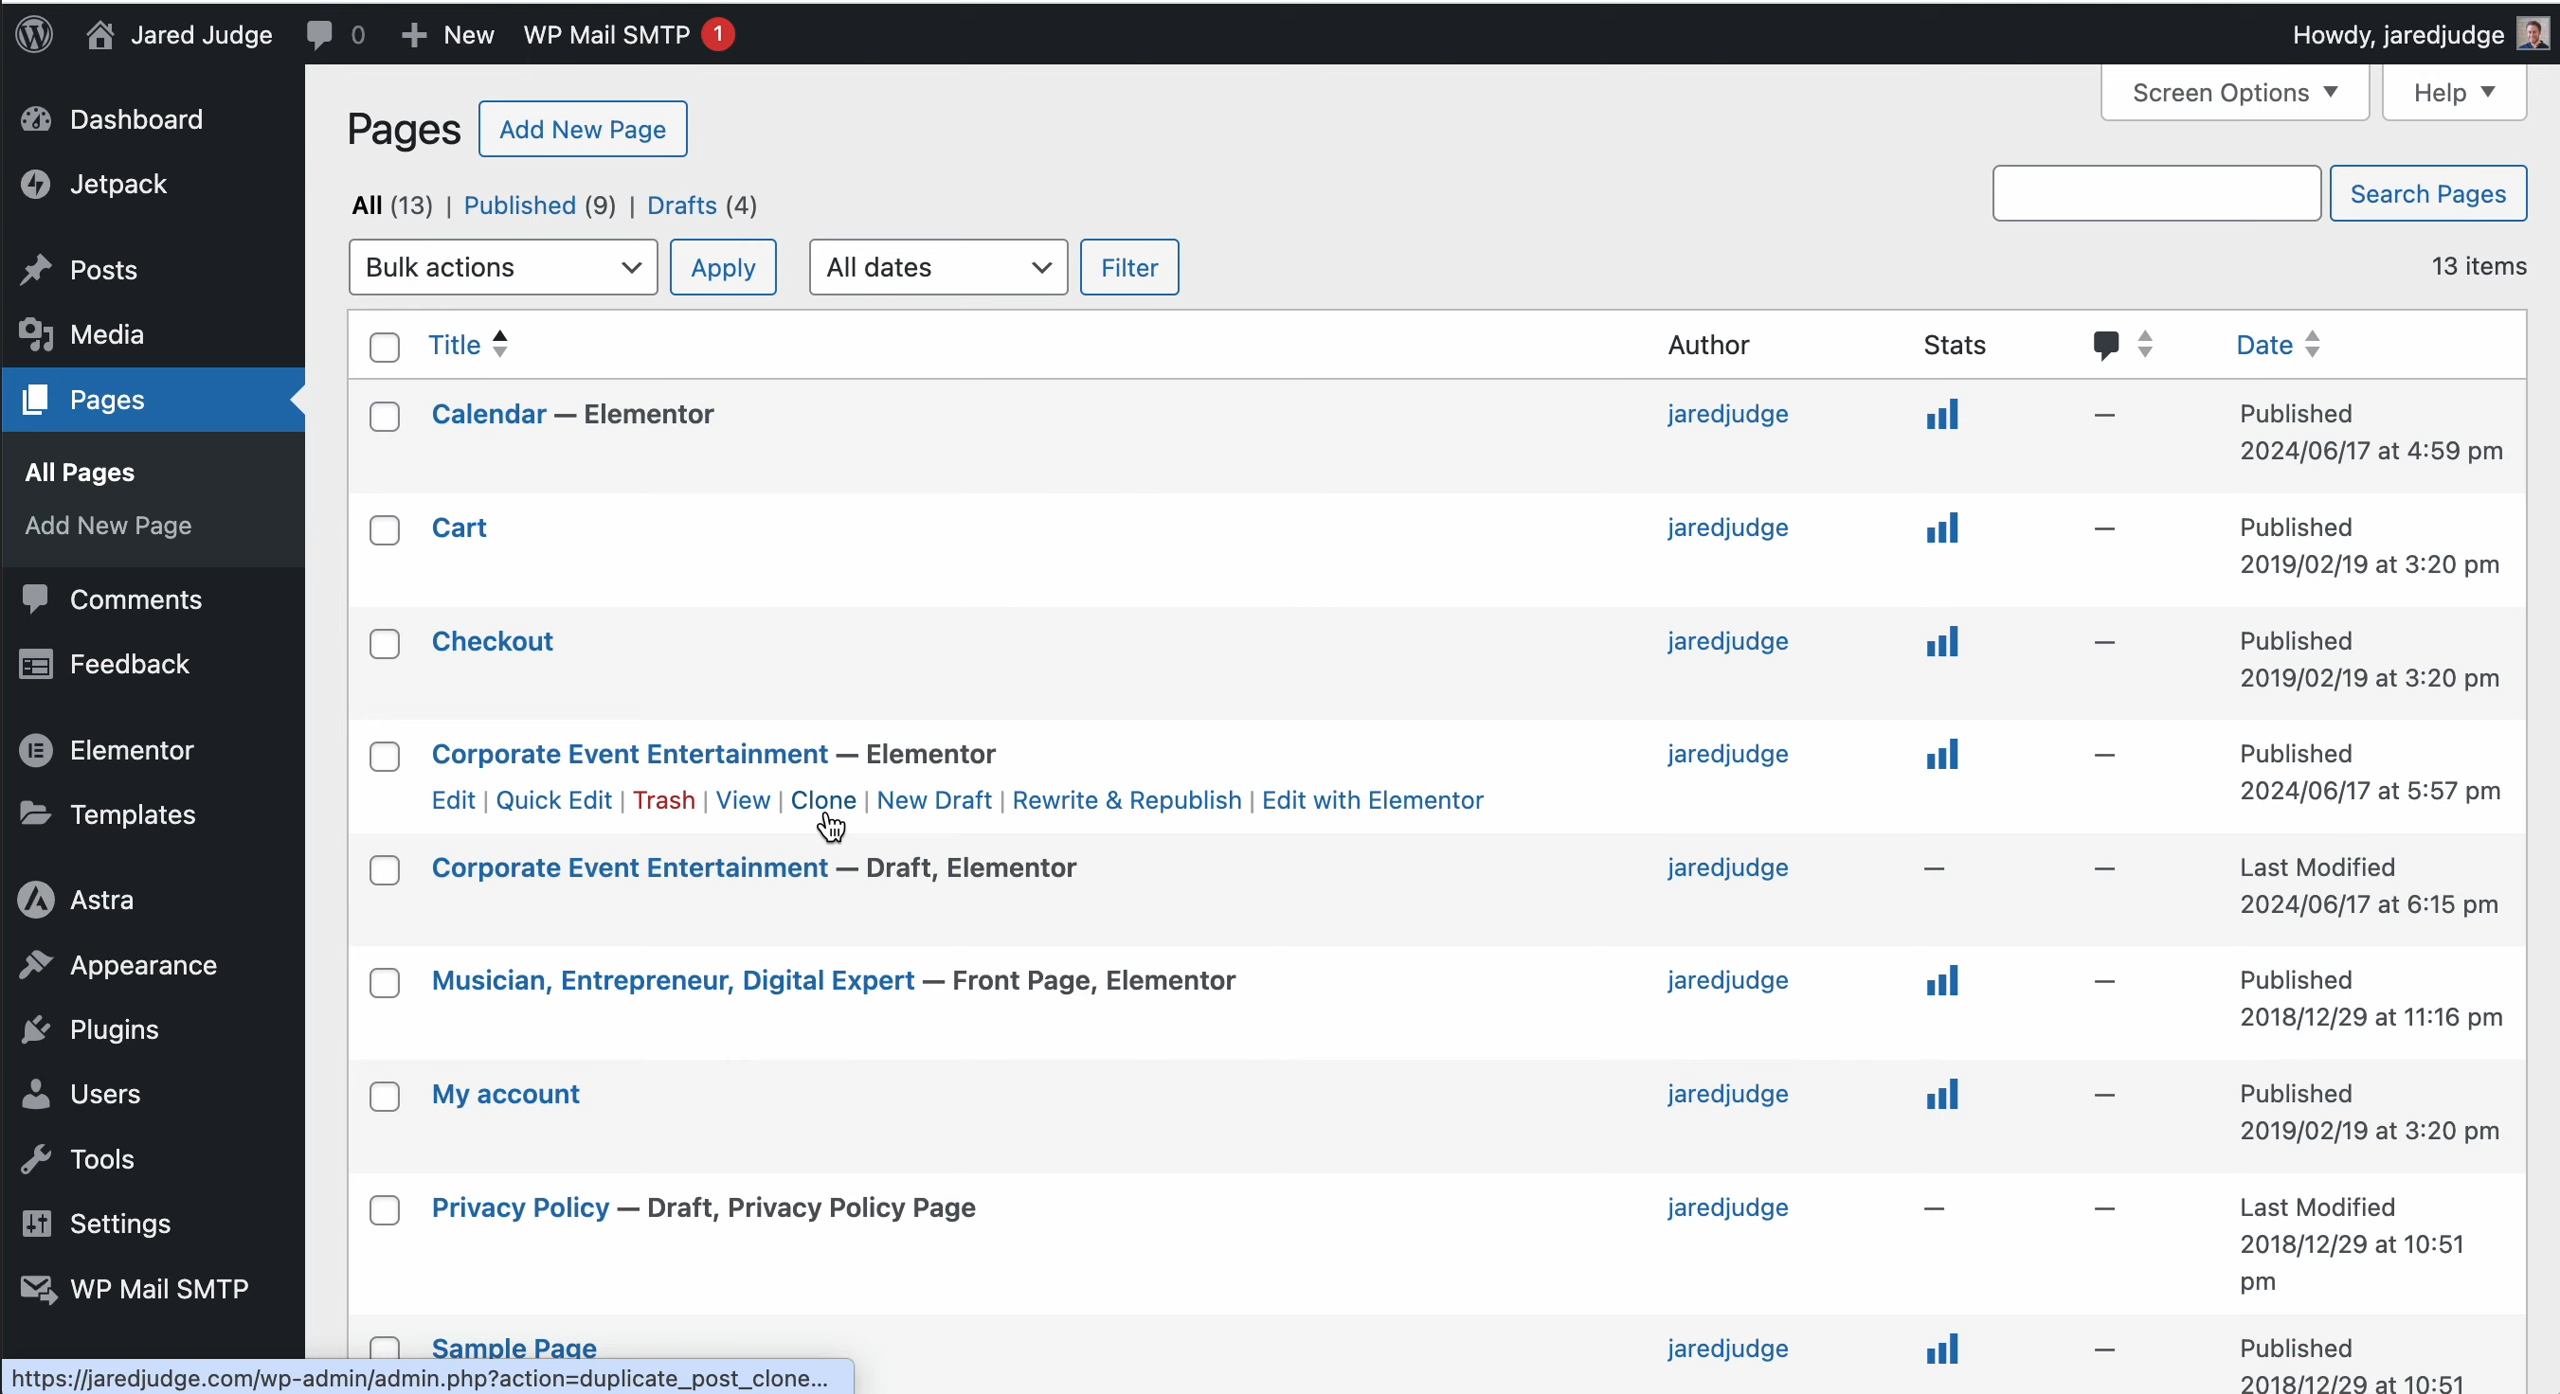 Jared Judge 0 + New WP Mail SMTP 1 Howdy, jaredjudge
Dashboard
Jetpack
Posts
Media
Pages
All Pages
Add New Page
Comments
Feedback
Elementor
Templates
Astra
Appearance
Plugins
Users
Tools
Settings
WP Mail SMTP
Screen Options ▼ Help ▼
Pages Add New Page
Search Pages
All (13) | Published (9) | Drafts (4)
Bulk actions Apply All dates Filter 13 items
Title Author Stats Date
Calendar — Elementor jaredjudge — Published
2024/06/17 at 4:59 pm
Cart jaredjudge — Published
2019/02/19 at 3:20 pm
Checkout jaredjudge — Published
2019/02/19 at 3:20 pm
Corporate Event Entertainment — Elementor jaredjudge — Published
Edit | Quick Edit | Trash | View | Clone | New Draft | Rewrite & Republish | Edit with Elementor 2024/06/17 at 5:57 pm
Corporate Event Entertainment — Draft, Elementor jaredjudge — — Last Modified
2024/06/17 at 6:15 pm
Musician, Entrepreneur, Digital Expert — Front Page, Elementor jaredjudge — Published
2018/12/29 at 11:16 pm
My account jaredjudge — Published
2019/02/19 at 3:20 pm
Privacy Policy — Draft, Privacy Policy Page jaredjudge — — Last Modified
2018/12/29 at 10:51
pm
Sample Page jaredjudge — Published
2018/12/29 at 10:51
https://jaredjudge.com/wp-admin/admin.php?action=duplicate_post_clone...